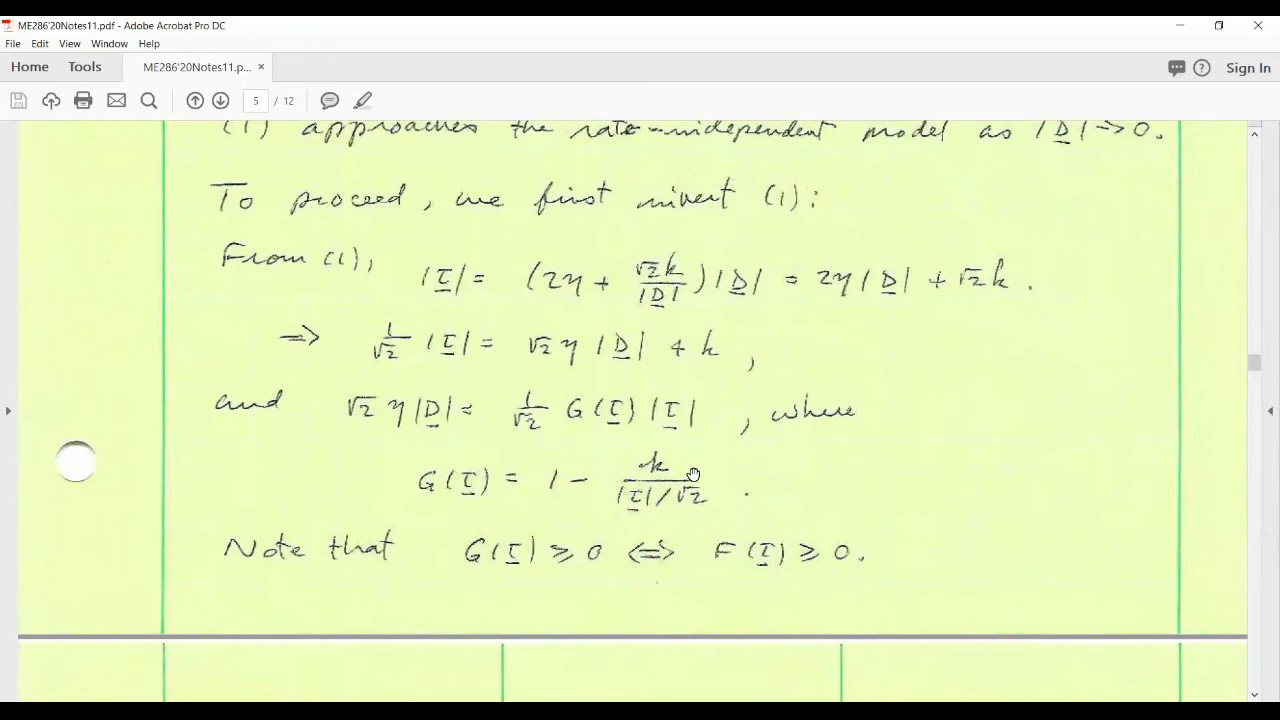 ME286'20Notes11.pdf - Adobe Acrobat Pro DC
File Edit View Window Help
Home Tools ME286'20Notes11.p... × Sign In
5 / 12
(1) approaches the rate-independent model as |D|->0.
To proceed, we first invert (1):
From (1), |τ| = (2η + √2k/|D|)|D| = 2η|D| + √2k.
=> 1/√2 |τ| = √2 η |D| + k,
and √2 η|D| = 1/√2 G(τ)|τ|, where
G(τ) = 1 - k/(|τ|/√2).
Note that G(τ) ≥ 0 <=> F(τ) ≥ 0.